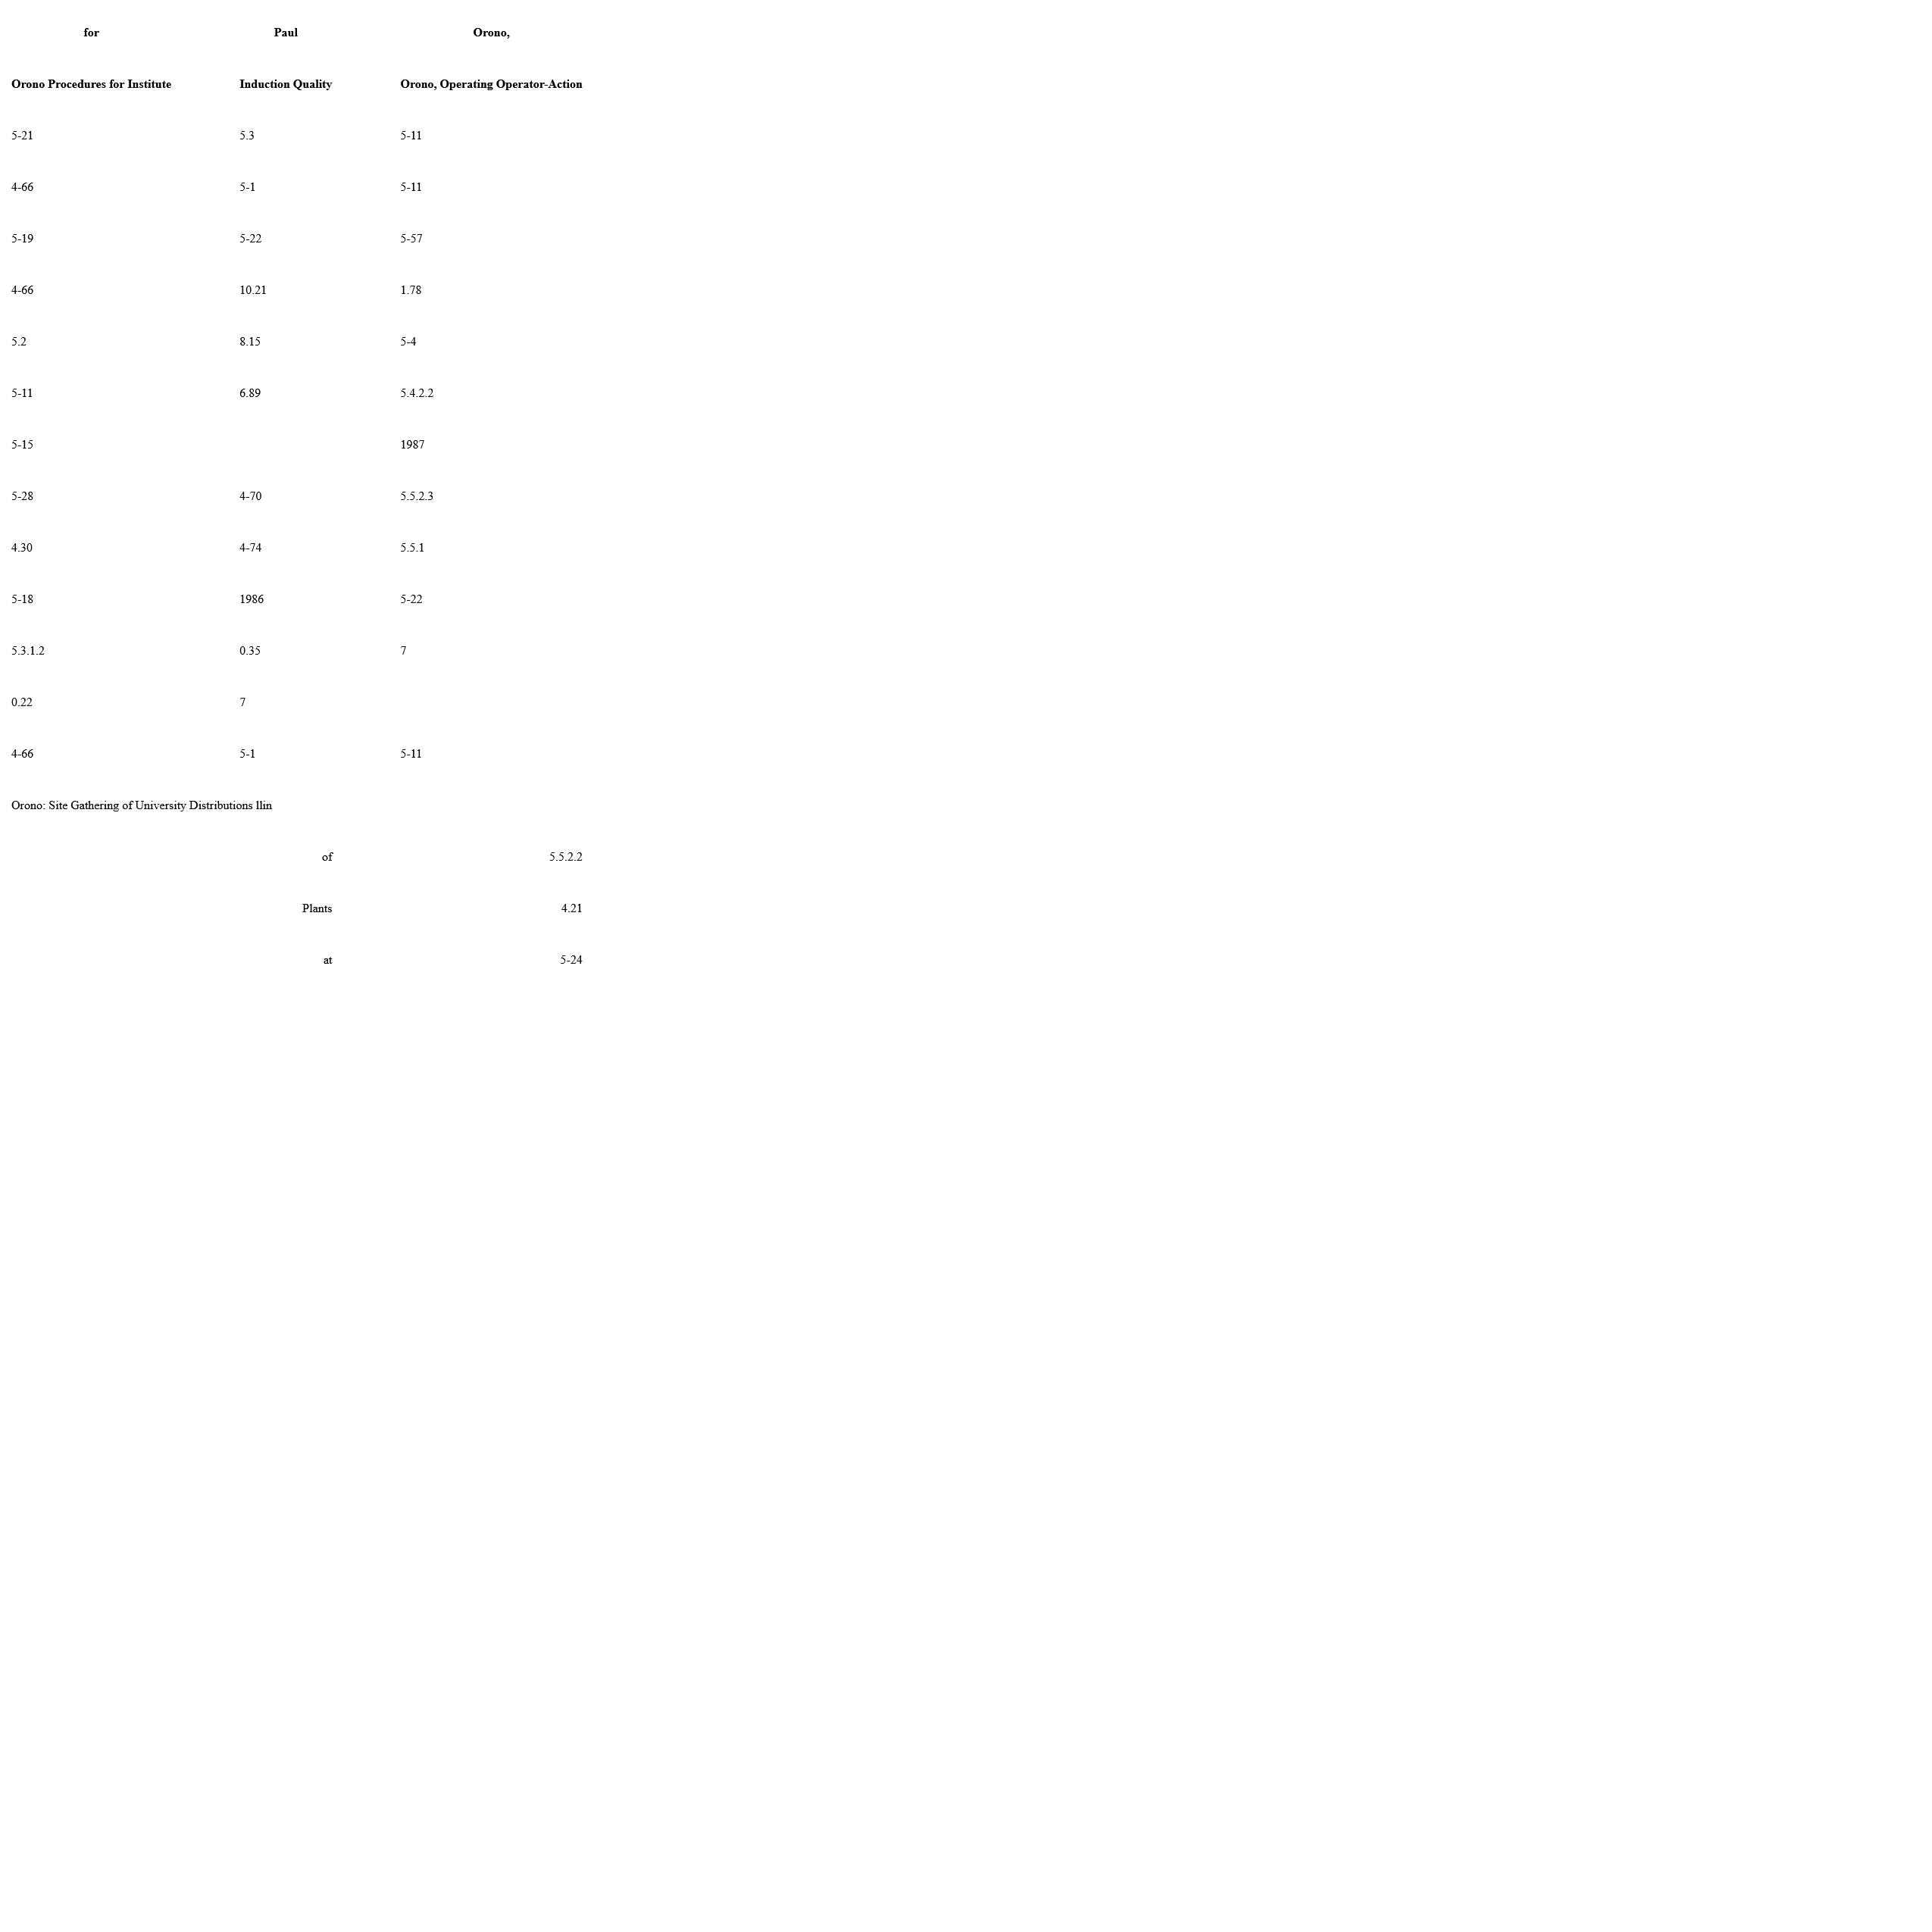 for Paul Orono,
Orono Procedures for Institute Induction Quality Orono, Operating Operator-Action
5-21 5.3 5-11
4-66 5-1 5-11
5-19 5-22 5-57
4-66 10.21 1.78
5.2 8.15 5-4
5-11 6.89 5.4.2.2
5-15 1987
5-28 4-70 5.5.2.3
4.30 4-74 5.5.1
5-18 1986 5-22
5.3.1.2 0.35 7
0.22 7
4-66 5-1 5-11
Orono: Site Gathering of University Distributions llin
of 5.5.2.2
Plants 4.21
at 5-24